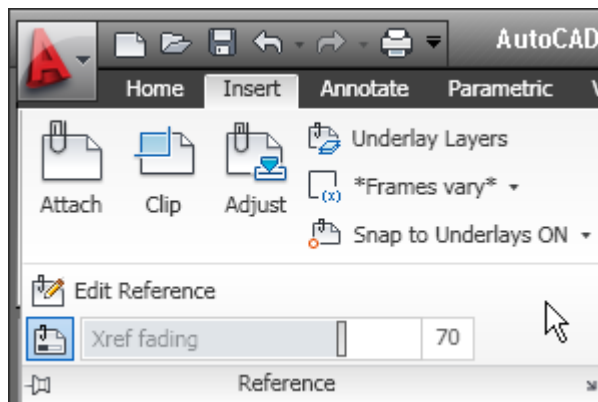 AutoCAD
Home Insert Annotate Parametric
Attach Clip Adjust
Underlay Layers
*Frames vary*
Snap to Underlays ON
Edit Reference
Xref fading 70
Reference